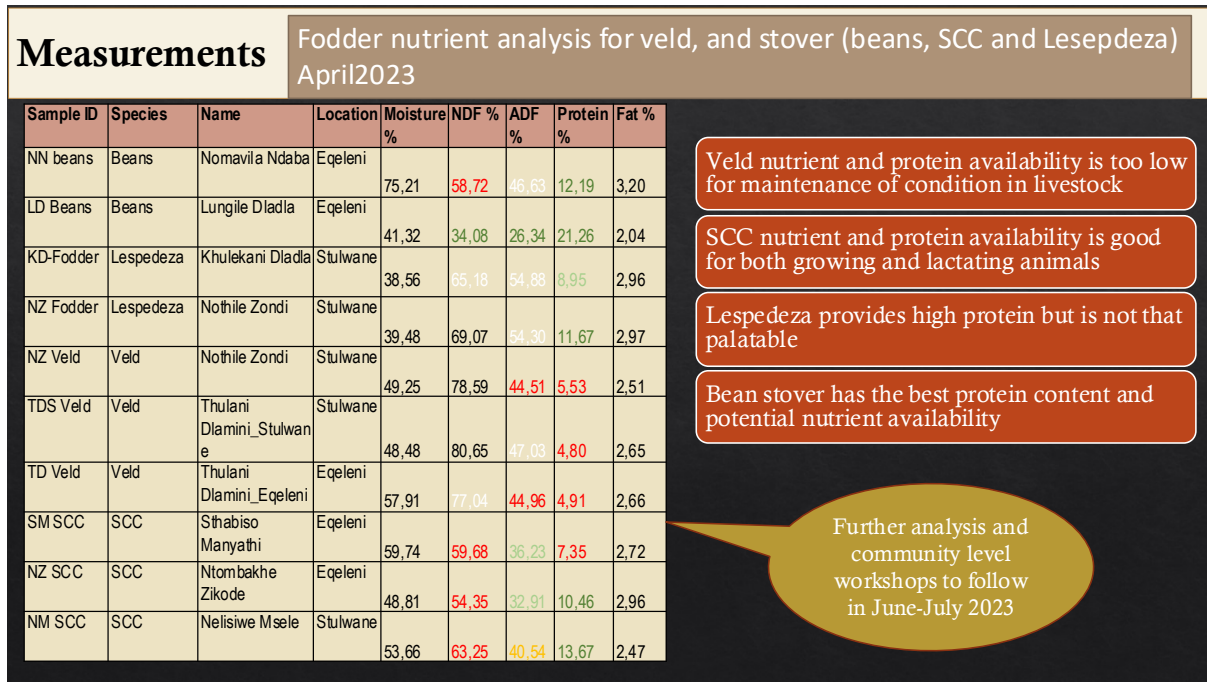 Measurements
Fodder nutrient analysis for veld, and stover (beans, SCC and Lesepdeza)
April2023
Sample ID Species Name Location Moisture % NDF % ADF % Protein % Fat %
NN beans Beans Nomavila Ndaba Eqeleni 75,21 58,72 46,63 12,19 3,20
LD Beans Beans Lungile Dladla Eqeleni 41,32 34,08 26,34 21,26 2,04
KD-Fodder Lespedeza Khulekani Dladla Stulwane 38,56 65,18 54,88 8,95 2,96
NZ Fodder Lespedeza Nothile Zondi Stulwane 39,48 69,07 54,30 11,67 2,97
NZ Veld Veld Nothile Zondi Stulwane 49,25 78,59 44,51 5,53 2,51
TDS Veld Veld Thulani Dlamini_Stulwane Stulwane 48,48 80,65 47,03 4,80 2,65
TD Veld Veld Thulani Dlamini_Eqeleni Eqeleni 57,91 77,04 44,96 4,91 2,66
SM SCC SCC Sthabiso Manyathi Eqeleni 59,74 59,68 36,23 7,35 2,72
NZ SCC SCC Ntombakhe Zikode Eqeleni 48,81 54,35 32,91 10,46 2,96
NM SCC SCC Nelisiwe Msele Stulwane 53,66 63,25 40,54 13,67 2,47
Veld nutrient and protein availability is too low
for maintenance of condition in livestock
SCC nutrient and protein availability is good
for both growing and lactating animals
Lespedeza provides high protein but is not that
palatable
Bean stover has the best protein content and
potential nutrient availability
Further analysis and
community level
workshops to follow
in June-July 2023